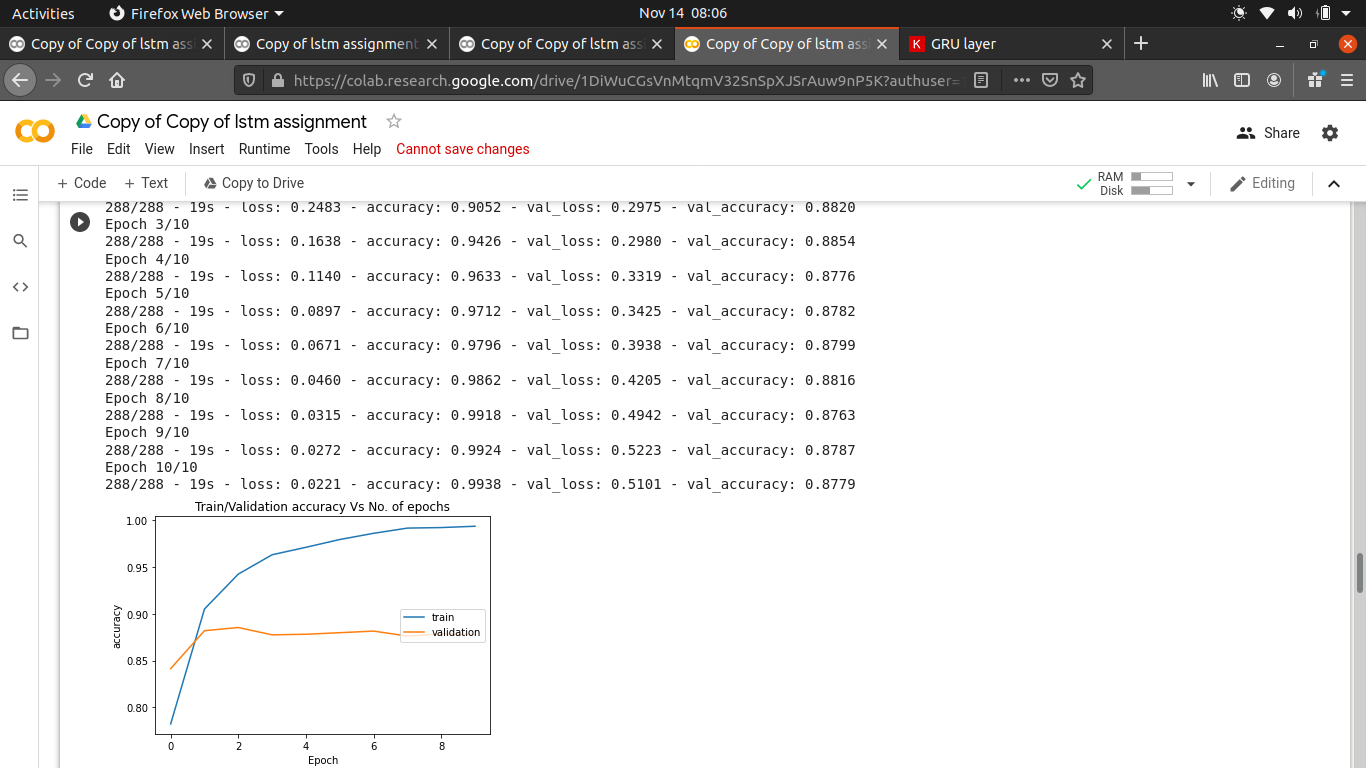 Activities
Firefox Web Browser
Nov 14 08:06
Copy of Copy of lstm ass
Copy of lstm assignment
Copy of Copy of lstm ass
Copy of Copy of lstm ass
K GRU layer
https://colab.research.google.com/drive/1DiWuCGsVnMtqmV32SnSpXJSrAuw9nP5K?authuser=
Copy of Copy of lstm assignment
File Edit View Insert Runtime Tools Help Cannot save changes
Share
+ Code + Text Copy to Drive
RAM
Disk
Editing
288/288 - 19s - loss: 0.2483 - accuracy: 0.9052 - val_loss: 0.2975 - val_accuracy: 0.8820
Epoch 3/10
288/288 - 19s - loss: 0.1638 - accuracy: 0.9426 - val_loss: 0.2980 - val_accuracy: 0.8854
Epoch 4/10
288/288 - 19s - loss: 0.1140 - accuracy: 0.9633 - val_loss: 0.3319 - val_accuracy: 0.8776
Epoch 5/10
288/288 - 19s - loss: 0.0897 - accuracy: 0.9712 - val_loss: 0.3425 - val_accuracy: 0.8782
Epoch 6/10
288/288 - 19s - loss: 0.0671 - accuracy: 0.9796 - val_loss: 0.3938 - val_accuracy: 0.8799
Epoch 7/10
288/288 - 19s - loss: 0.0460 - accuracy: 0.9862 - val_loss: 0.4205 - val_accuracy: 0.8816
Epoch 8/10
288/288 - 19s - loss: 0.0315 - accuracy: 0.9918 - val_loss: 0.4942 - val_accuracy: 0.8763
Epoch 9/10
288/288 - 19s - loss: 0.0272 - accuracy: 0.9924 - val_loss: 0.5223 - val_accuracy: 0.8787
Epoch 10/10
288/288 - 19s - loss: 0.0221 - accuracy: 0.9938 - val_loss: 0.5101 - val_accuracy: 0.8779
Train/Validation accuracy Vs No. of epochs
1.00
0.95
0.90
0.85
0.80
accuracy
train
validation
0 2 4 6 8
Epoch